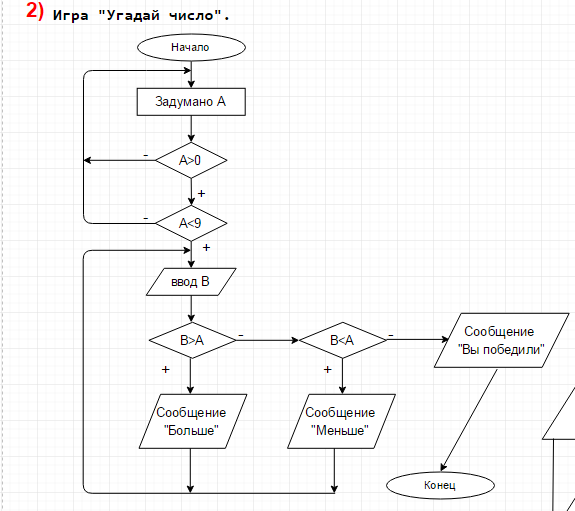 2) Игра "Угадай число".
Начало
Задумано A
A>0
-
+
A<9
-
+
ввод B
B>A
-
+
B<A
-
+
Сообщение
"Вы победили"
Сообщение
"Больше"
Сообщение
"Меньше"
Конец